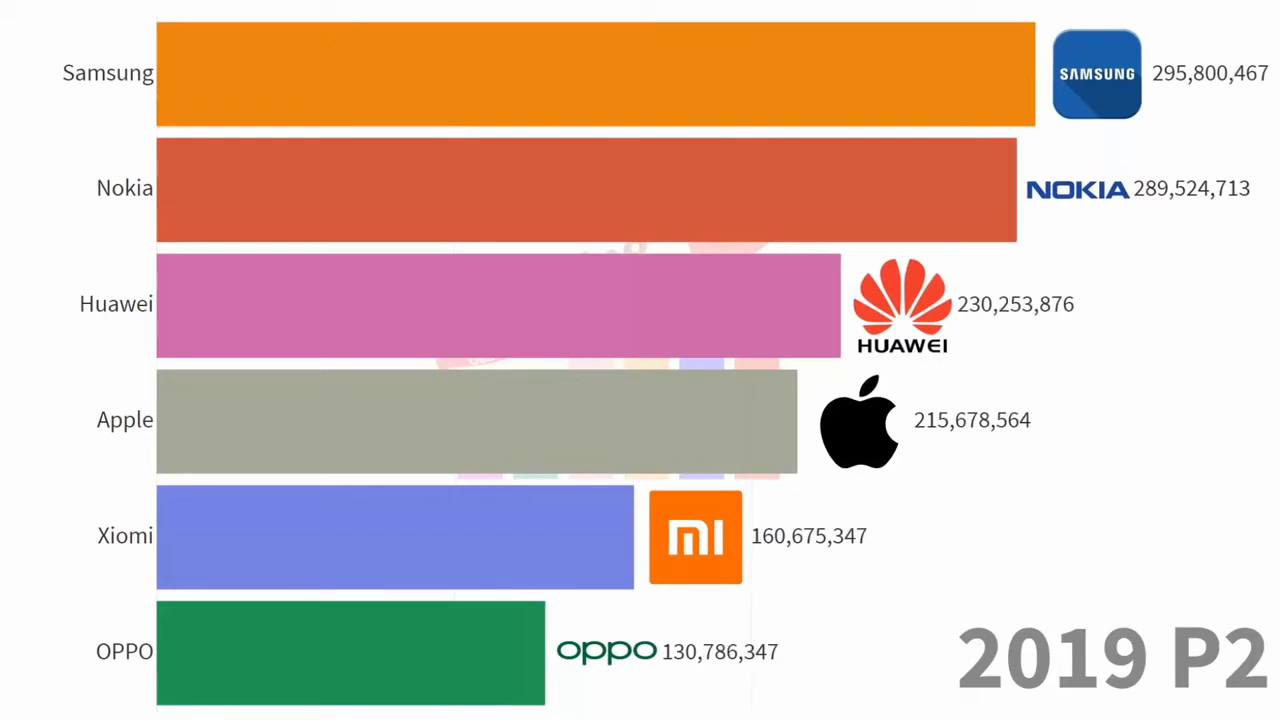 Samsung
SAMSUNG
295,800,467
Nokia
NOKIA
289,524,713
Huawei
HUAWEI
230,253,876
Apple
215,678,564
Xiomi
mi
160,675,347
OPPO
oppo
130,786,347
2019 P2